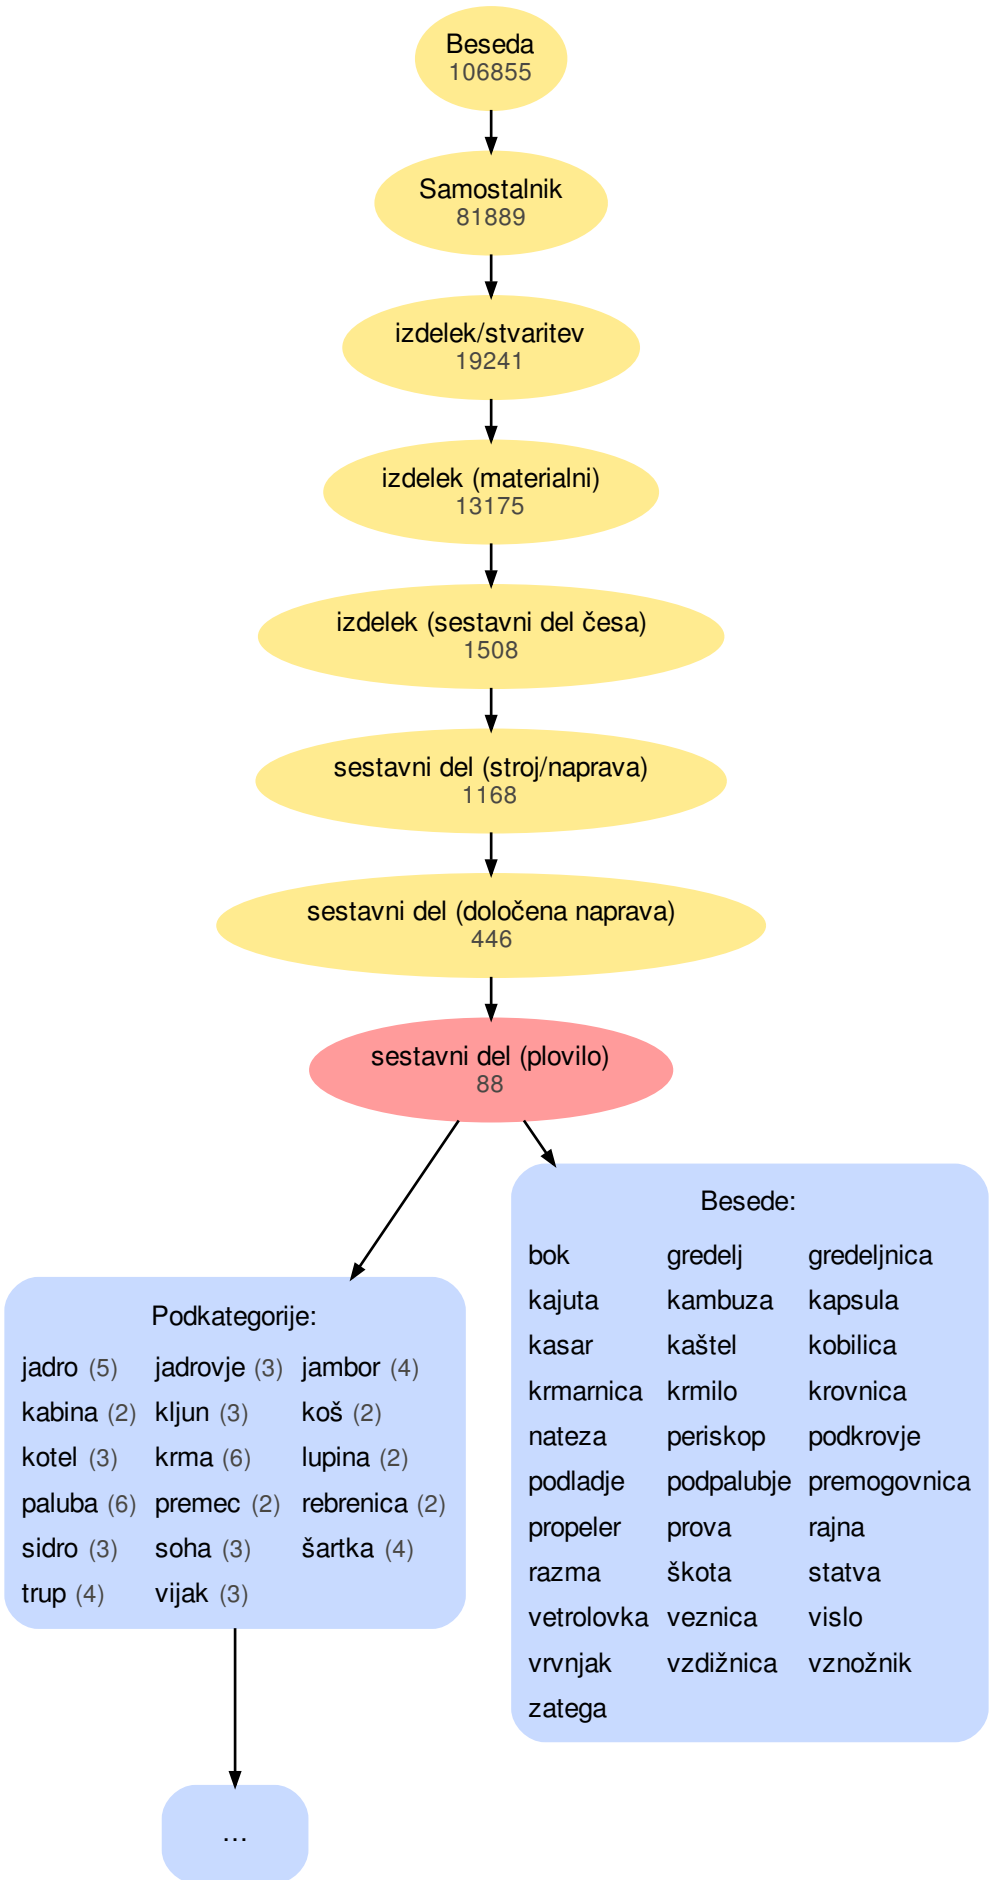 Beseda
106855
Samostalnik
81889
izdelek/stvaritev
19241
izdelek (materialni)
13175
izdelek (sestavni del česa)
1508
sestavni del (stroj/naprava)
1168
sestavni del (določena naprava)
446
sestavni del (plovilo)
88
Podkategorije:
jadro (5) jadrovje (3) jambor (4)
kabina (2) kljun (3) koš (2)
kotel (3) krma (6) lupina (2)
paluba (6) premec (2) rebrenica (2)
sidro (3) soha (3) šartka (4)
trup (4) vijak (3)
Besede:
bok gredelj gredeljnica
kajuta kambuza kapsula
kasar kaštel kobilica
krmarnica krmilo krovnica
nateza periskop podkrovje
podladje podpalubje premogovnica
propeler prova rajna
razma škota statva
vetrolovka veznica vislo
vrvnjak vzdižnica vznožnik
zatega
...